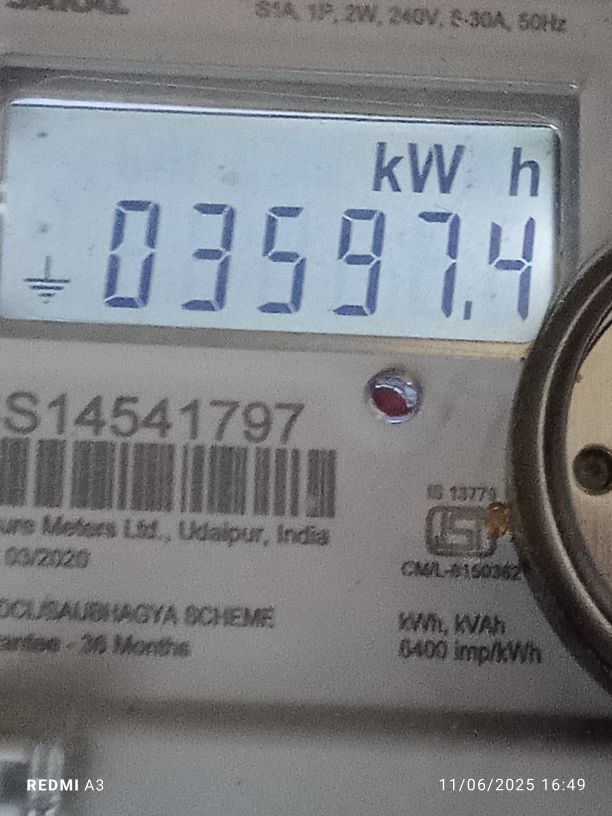 S1A, 1P, 2W, 240V, 5-30A, 50Hz
kW h
03597.4
S14541797
Meters Ltd., Udaipur, India
03/2020
SAUBHAGYA SCHEME
- 36 Months
IS 13779
ISI
kWh, kVAh
6400 imp/kWh
REDMI A3
11/06/2025 16:49